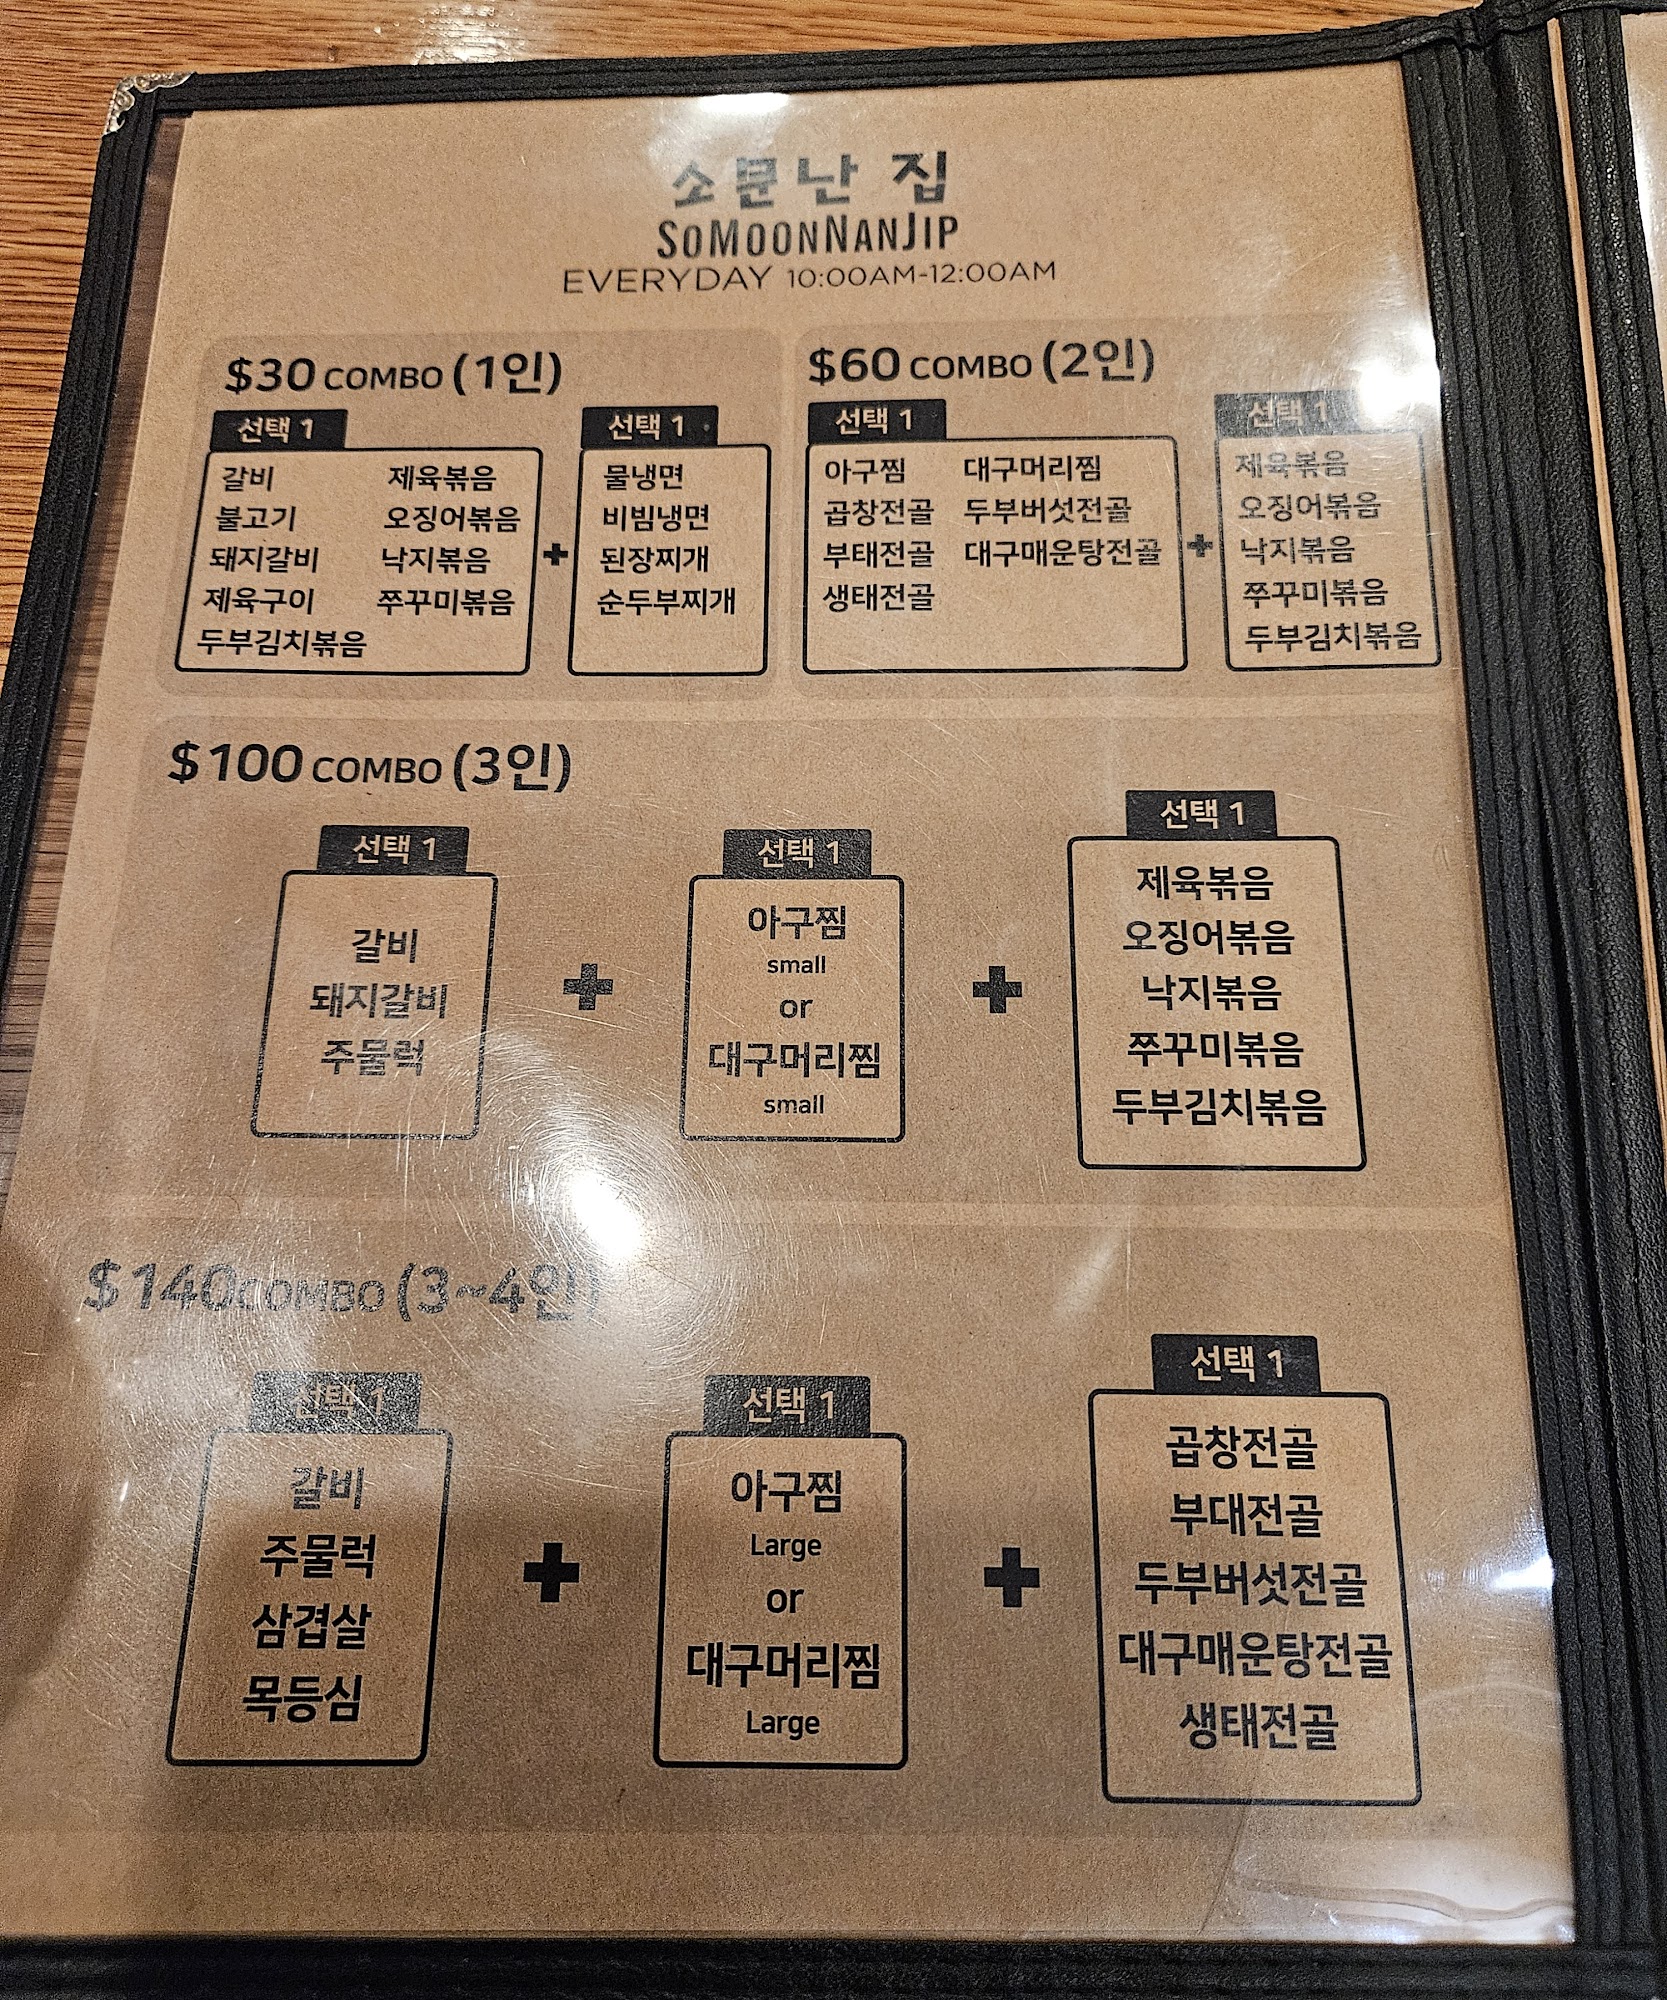 소문난 집
SOMOONNANJIP
EVERYDAY 10:00AM-12:00AM
$30 COMBO (1인)
선택 1
갈비 제육볶음
불고기 오징어볶음
돼지갈비 낙지볶음
제육구이 쭈꾸미볶음
두부김치볶음
+
선택 1
물냉면
비빔냉면
된장찌개
순두부찌개
$60 COMBO (2인)
선택 1
아구찜 대구머리찜
곱창전골 두부버섯전골
부태전골 대구매운탕전골
생태전골
+
선택 1
제육볶음
오징어볶음
낙지볶음
쭈꾸미볶음
두부김치볶음
$100 COMBO (3인)
선택 1
갈비
돼지갈비
주물럭
+
선택 1
아구찜
small
or
대구머리찜
small
+
선택 1
제육볶음
오징어볶음
낙지볶음
쭈꾸미볶음
두부김치볶음
$140 COMBO (3~4인)
선택 1
갈비
주물럭
삼겹살
목등심
+
선택 1
아구찜
Large
or
대구머리찜
Large
+
선택 1
곱창전골
부대전골
두부버섯전골
대구매운탕전골
생태전골